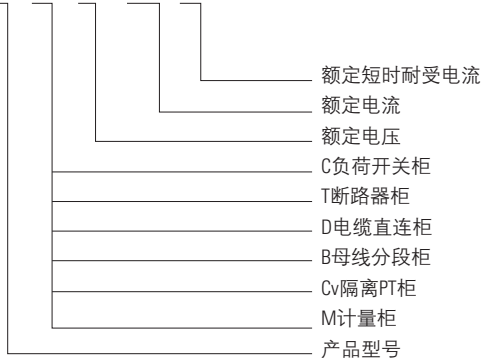 额定短时耐受电流
额定电流
额定电压
C负荷开关柜
T断路器柜
D电缆直连柜
B母线分段柜
Cv隔离PT柜
M计量柜
产品型号